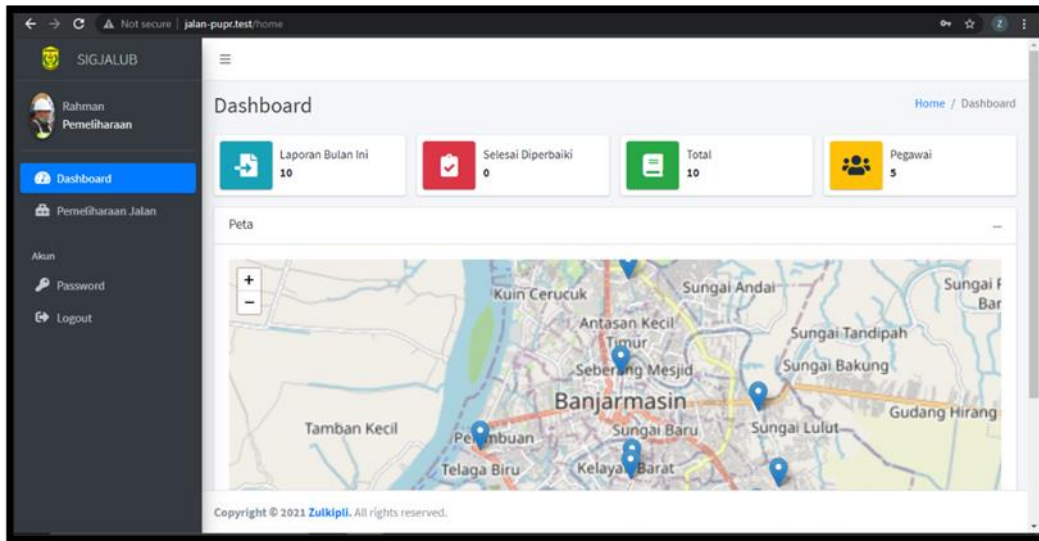 Not secure | jalan-pupr.test/home
Z
SIGJALUB
Rahman
Pemeliharaan
Dashboard
Pemeliharaan Jalan
Akun
Password
Logout
Dashboard
Home / Dashboard
Laporan Bulan Ini
10
Selesai Diperbaiki
0
Total
10
Pegawai
5
Peta
+
−
Kuin Cerucuk
Sungai Andai
Sungai
Bar
Antasan Kecil
Timur
Sungai Tandipah
Seberang Mesjid
Sungai Bakung
Banjarmasin
Gudang Hirang
Tamban Kecil
Sungai Baru
Sungai Lulut
Telaga Biru
Barat
Copyright © 2021 Zulkipli. All rights reserved.